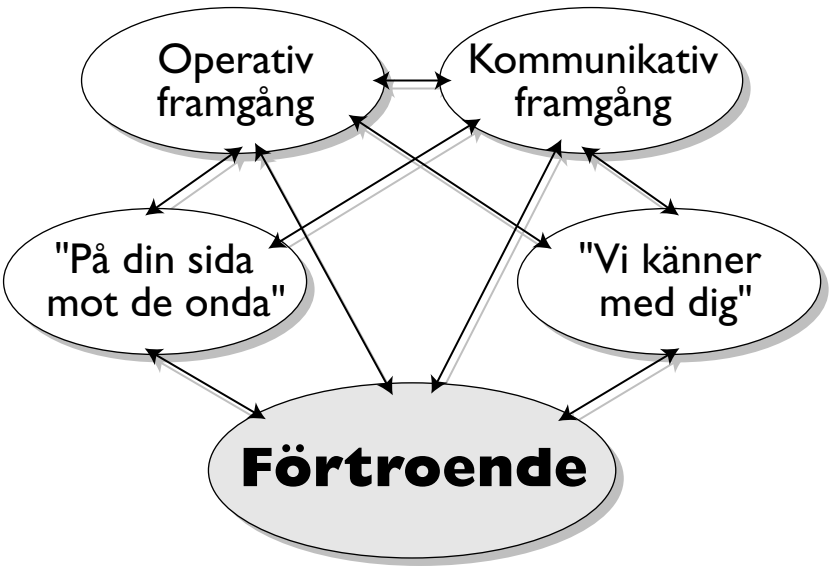 Operativ
framgång
Kommunikativ
framgång
"På din sida
mot de onda"
"Vi känner
med dig"
Förtroende